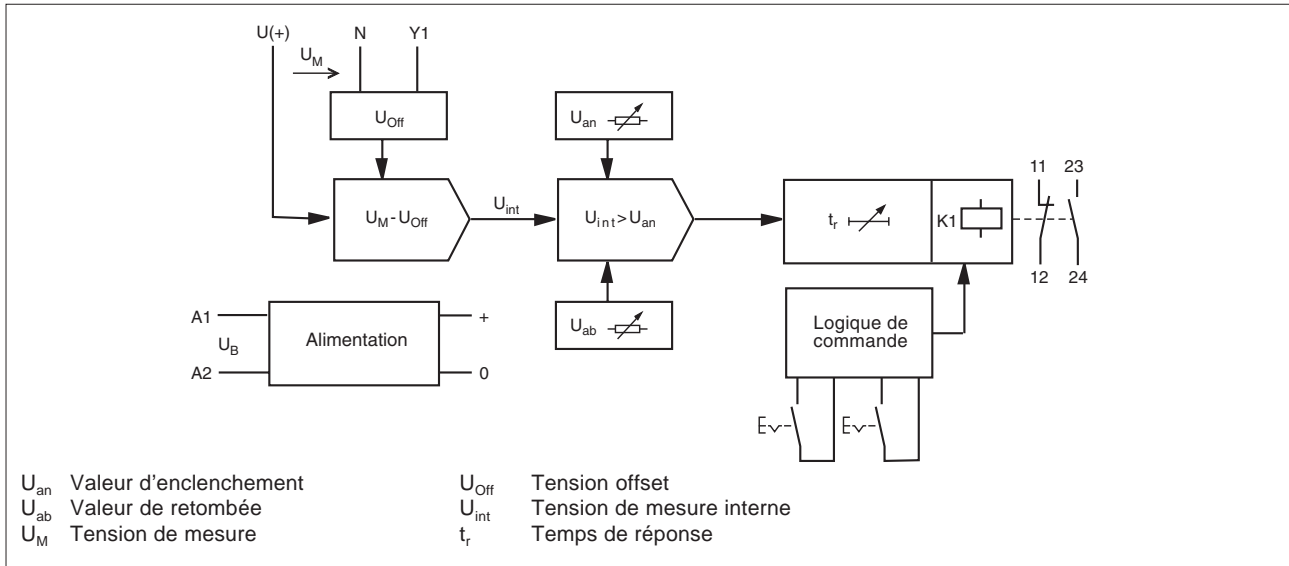 U(+) N Y1
U_M
U_Off
U_an
U_M - U_Off
U_int
U_int > U_an
t_r
K1
11 23
12 24
U_ab
A1
U_B
A2
Alimentation
+
0
Logique de
commande
U_an Valeur d'enclenchement
U_ab Valeur de retombée
U_M Tension de mesure
U_Off Tension offset
U_int Tension de mesure interne
t_r Temps de réponse